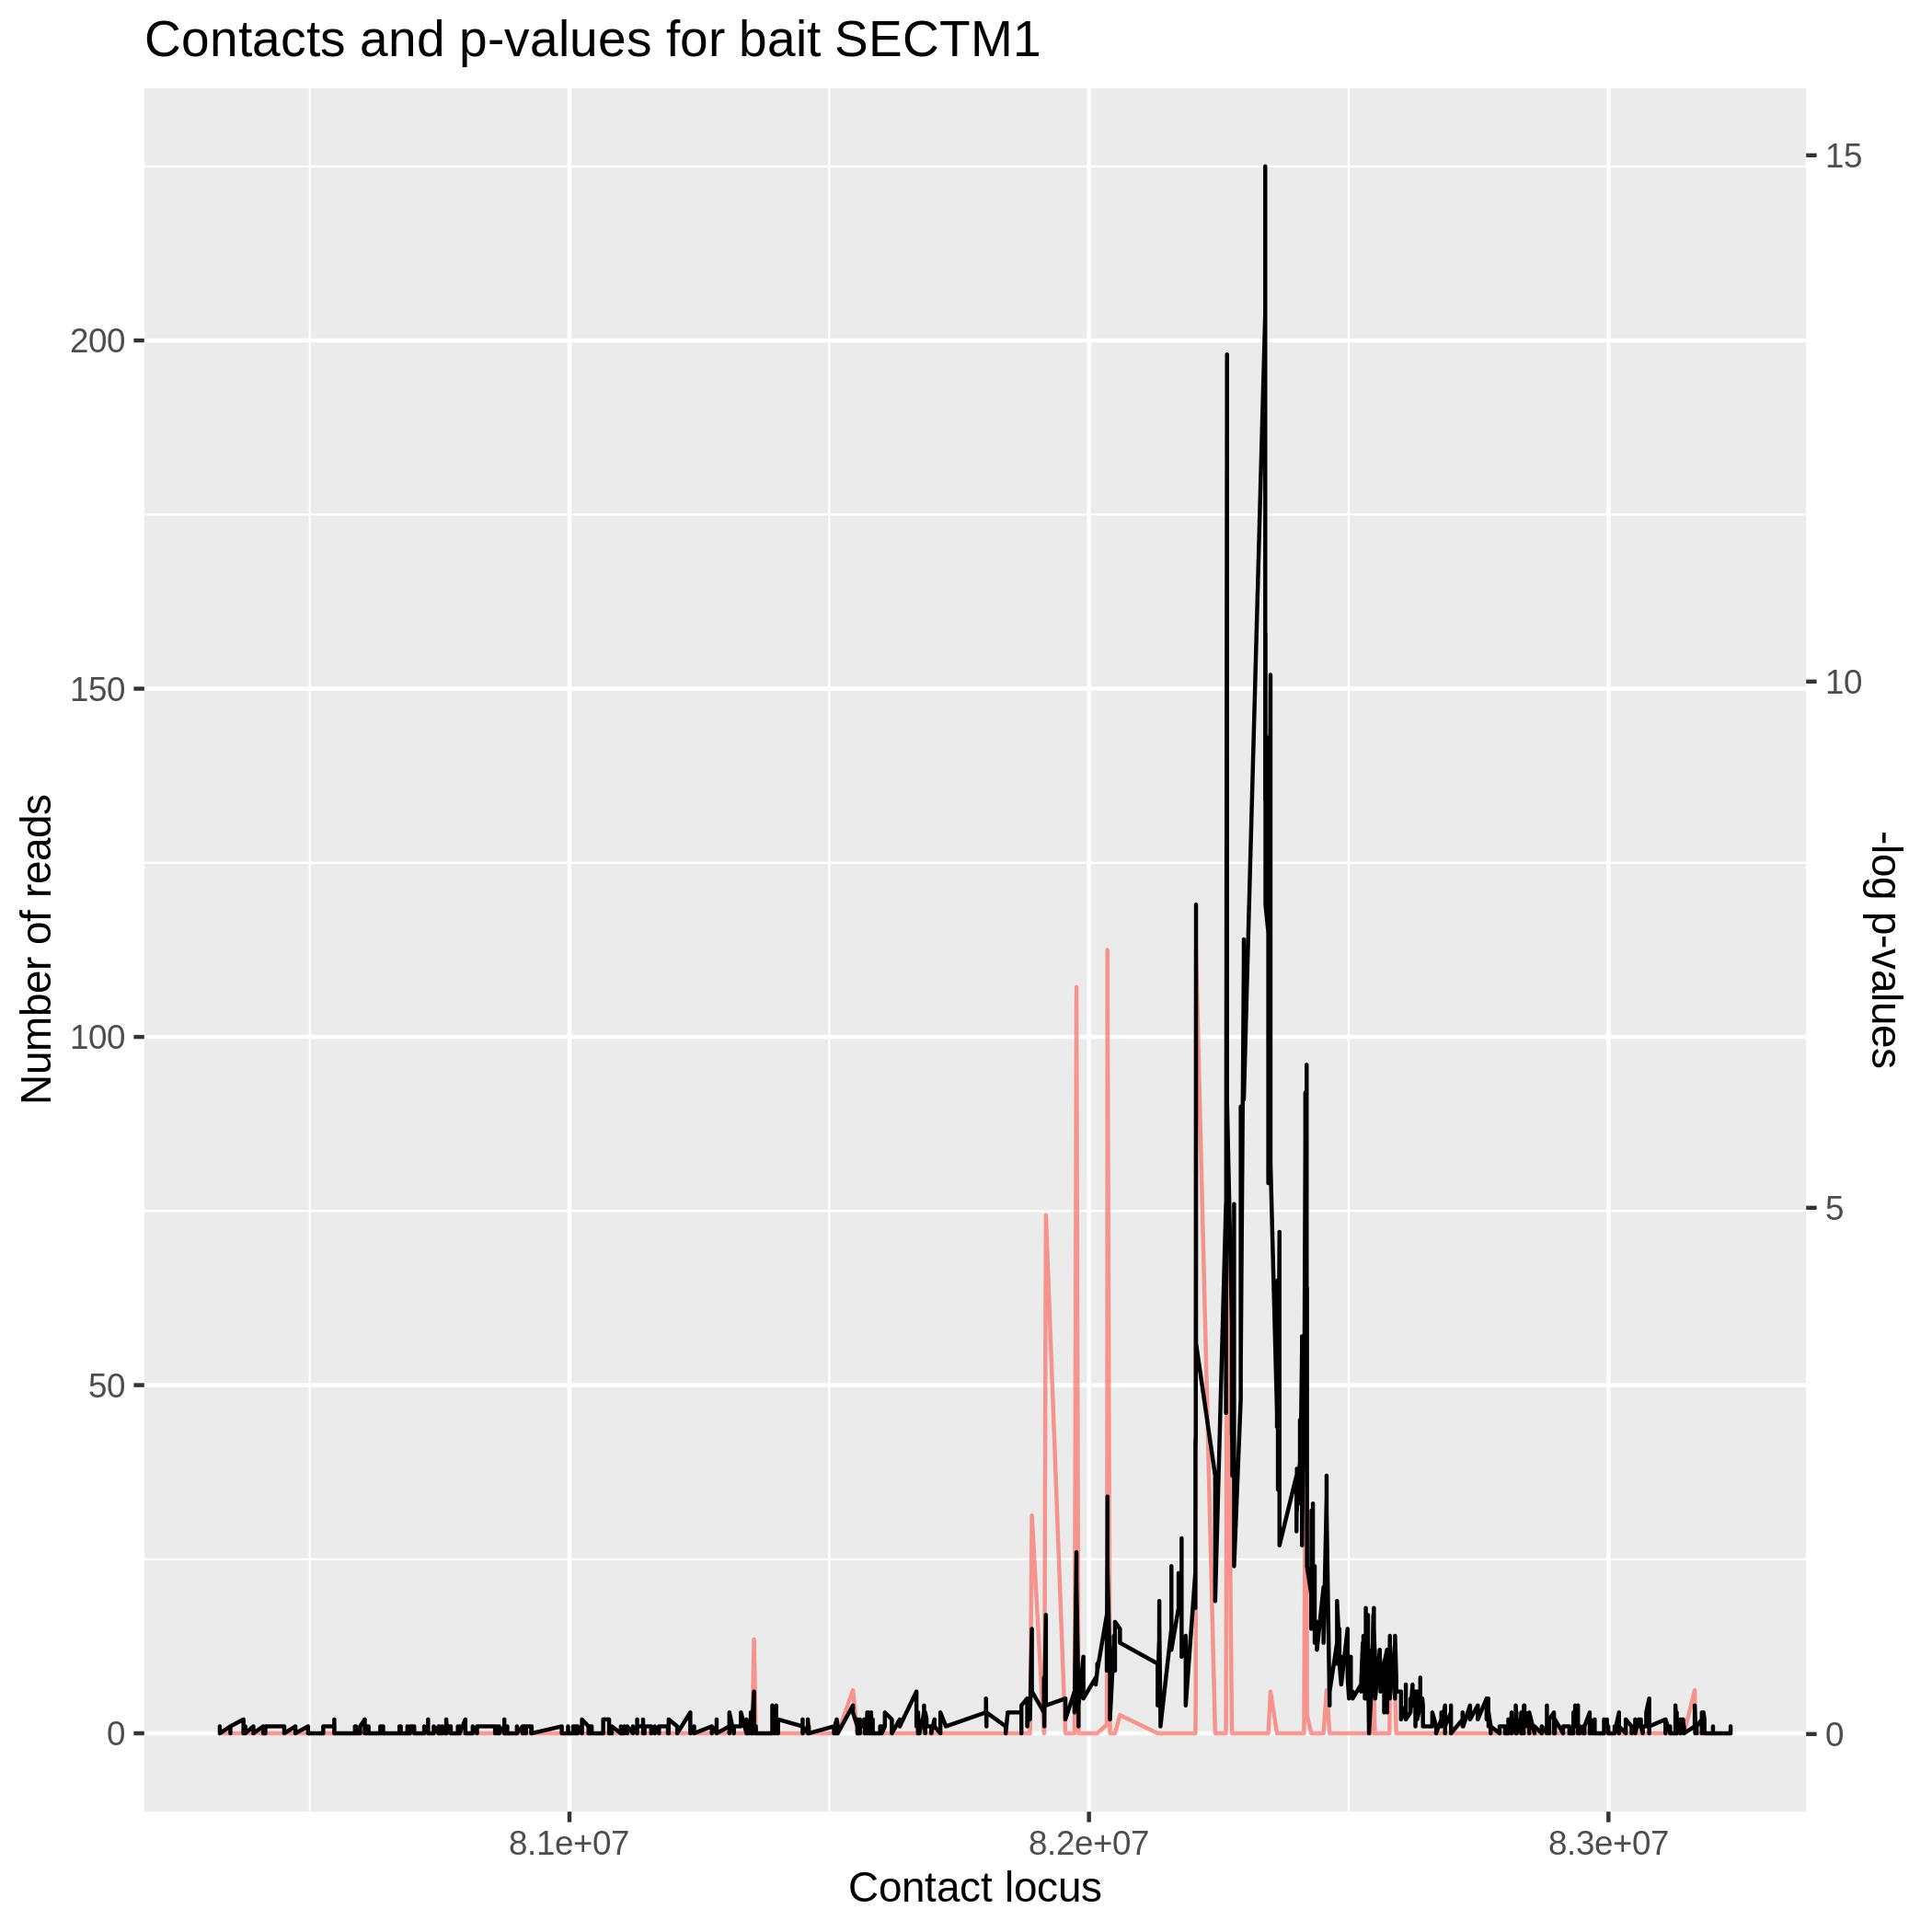 Contacts and p-values for bait SECTM1
Number of reads
200
150
100
50
0
15
10
5
0
-log p-values
8.1e+07
8.2e+07
8.3e+07
Contact locus